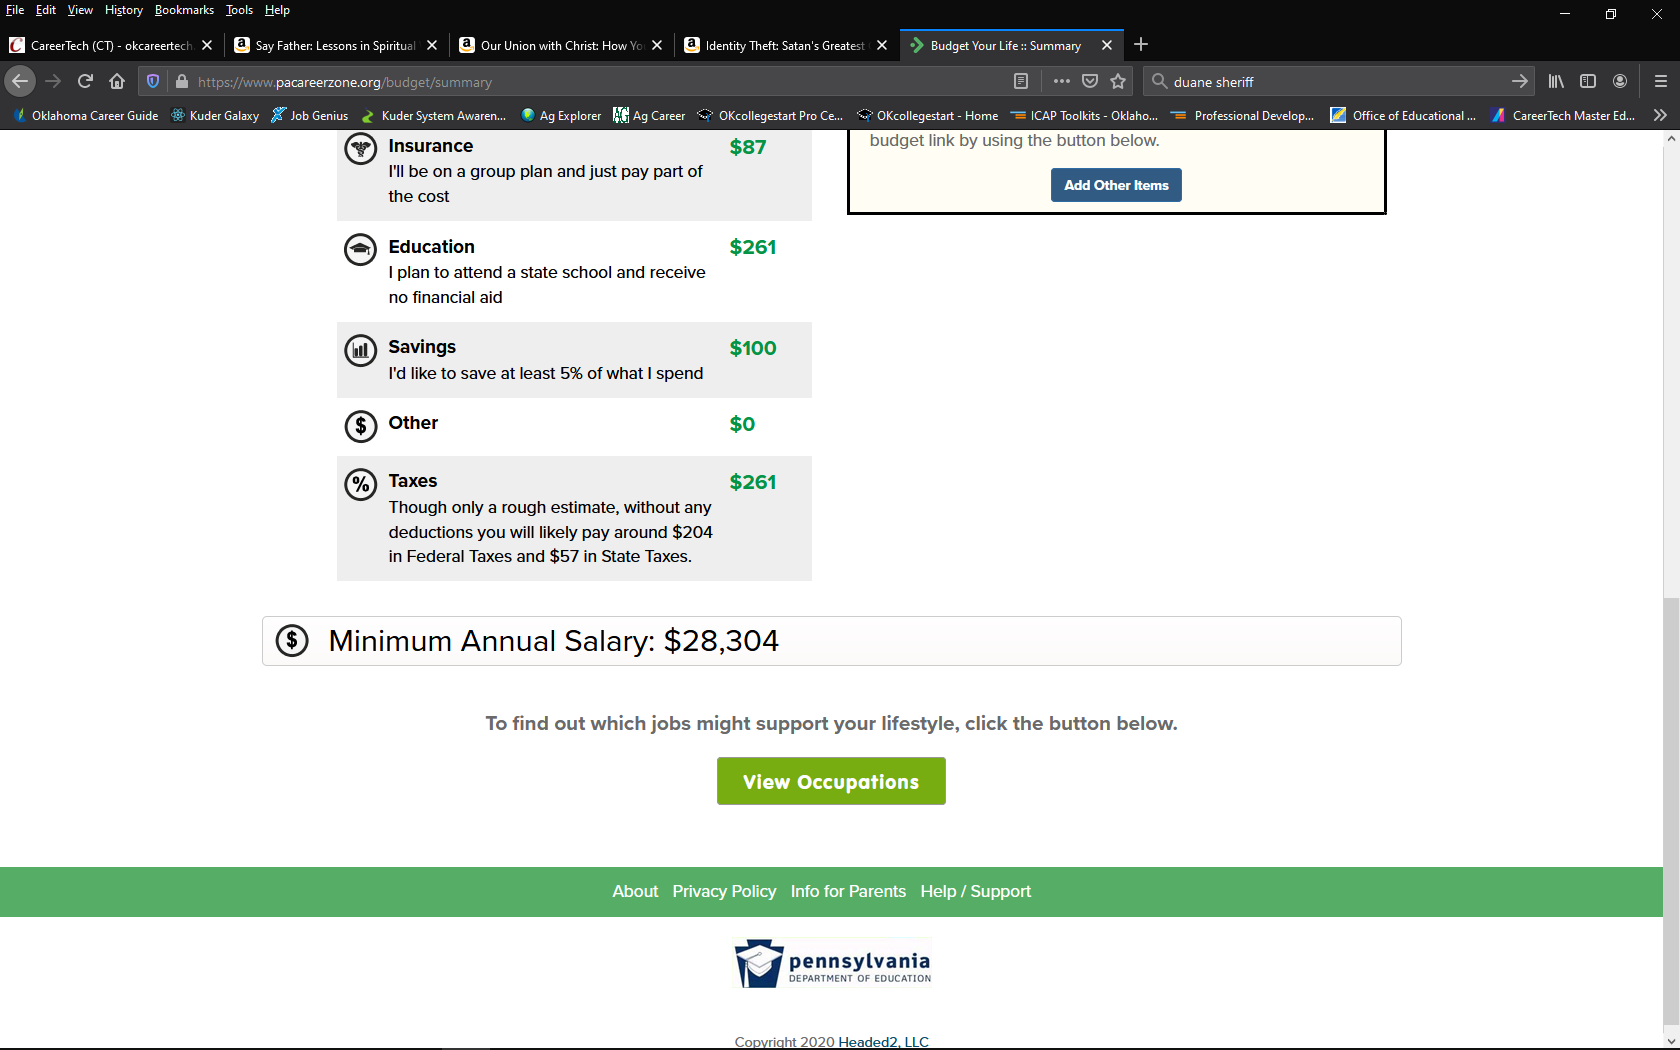 File Edit View History Bookmarks Tools Help
CareerTech (CT) - okcareertech. Say Father: Lessons in Spiritual Our Union with Christ: How Yo Identity Theft: Satan's Greatest Budget Your Life :: Summary
https://www.pacareerzone.org/budget/summary duane sheriff
Oklahoma Career Guide Kuder Galaxy Job Genius Kuder System Awaren... Ag Explorer Ag Career OKcollegestart Pro Ce... OKcollegestart - Home ICAP Toolkits - Oklaho... Professional Develop... Office of Educational ... CareerTech Master Ed...
Insurance $87
I'll be on a group plan and just pay part of
the cost
Education $261
I plan to attend a state school and receive
no financial aid
Savings $100
I'd like to save at least 5% of what I spend
Other $0
Taxes $261
Though only a rough estimate, without any
deductions you will likely pay around $204
in Federal Taxes and $57 in State Taxes.
budget link by using the button below.
Add Other Items
Minimum Annual Salary: $28,304
To find out which jobs might support your lifestyle, click the button below.
View Occupations
About Privacy Policy Info for Parents Help / Support
pennsylvania
DEPARTMENT OF EDUCATION
Copyright 2020 Headed2, LLC